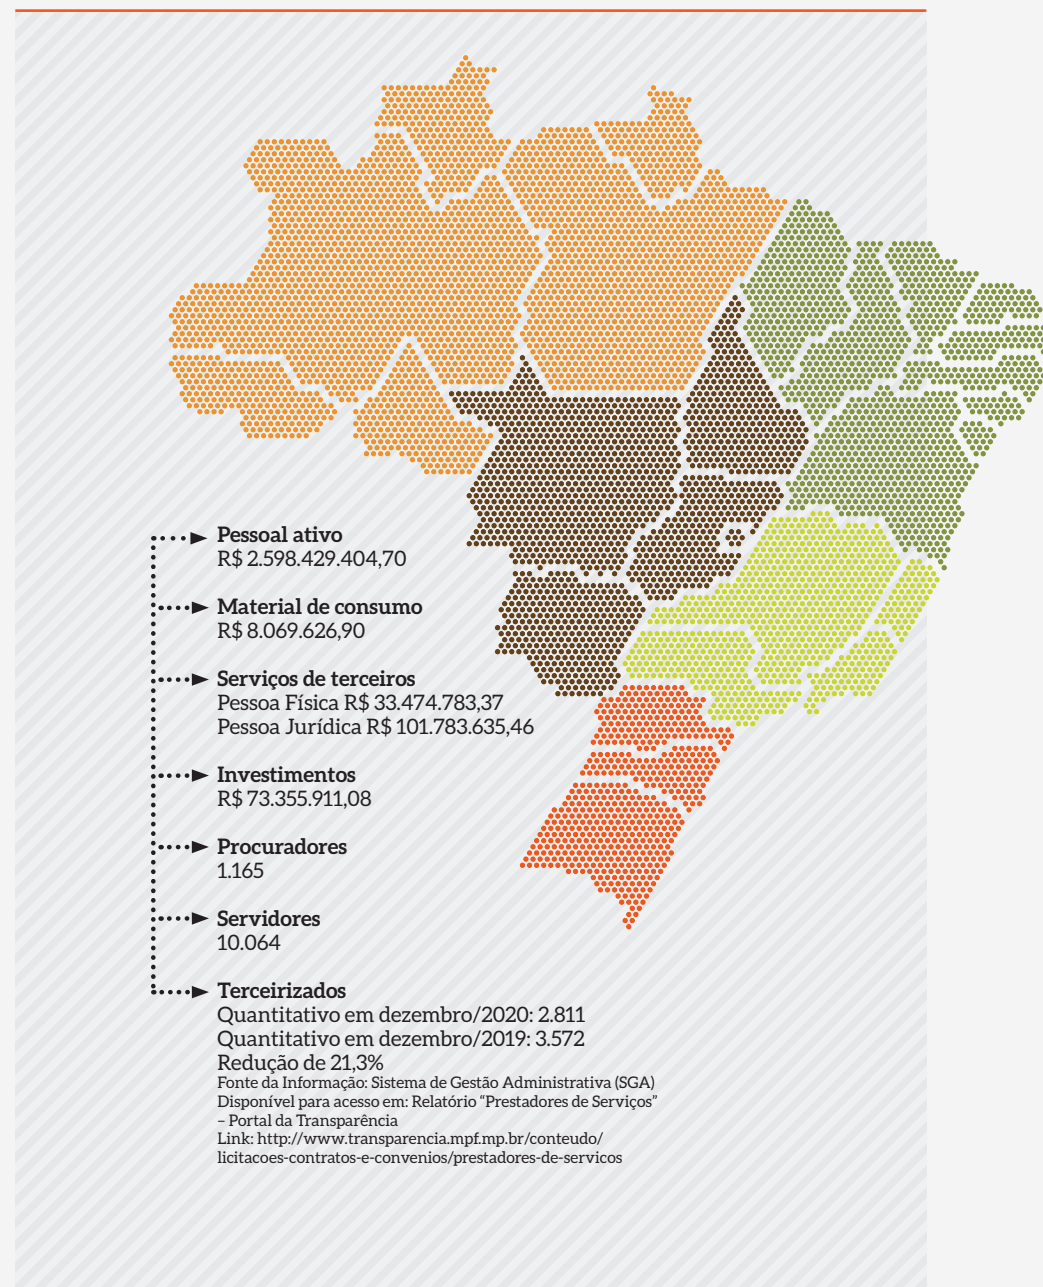 Pessoal ativo
R$ 2.598.429.404,70
Material de consumo
R$ 8.069.626,90
Serviços de terceiros
Pessoa Física R$ 33.474.783,37
Pessoa Jurídica R$ 101.783.635,46
Investimentos
R$ 73.355.911,08
Procuradores
1.165
Servidores
10.064
Terceirizados
Quantitativo em dezembro/2020: 2.811
Quantitativo em dezembro/2019: 3.572
Redução de 21,3%
Fonte da Informação: Sistema de Gestão Administrativa (SGA)
Disponível para acesso em: Relatório “Prestadores de Serviços”
– Portal da Transparência
Link: http://www.transparencia.mpf.mp.br/conteudo/
licitacoes-contratos-e-convenios/prestadores-de-servicos